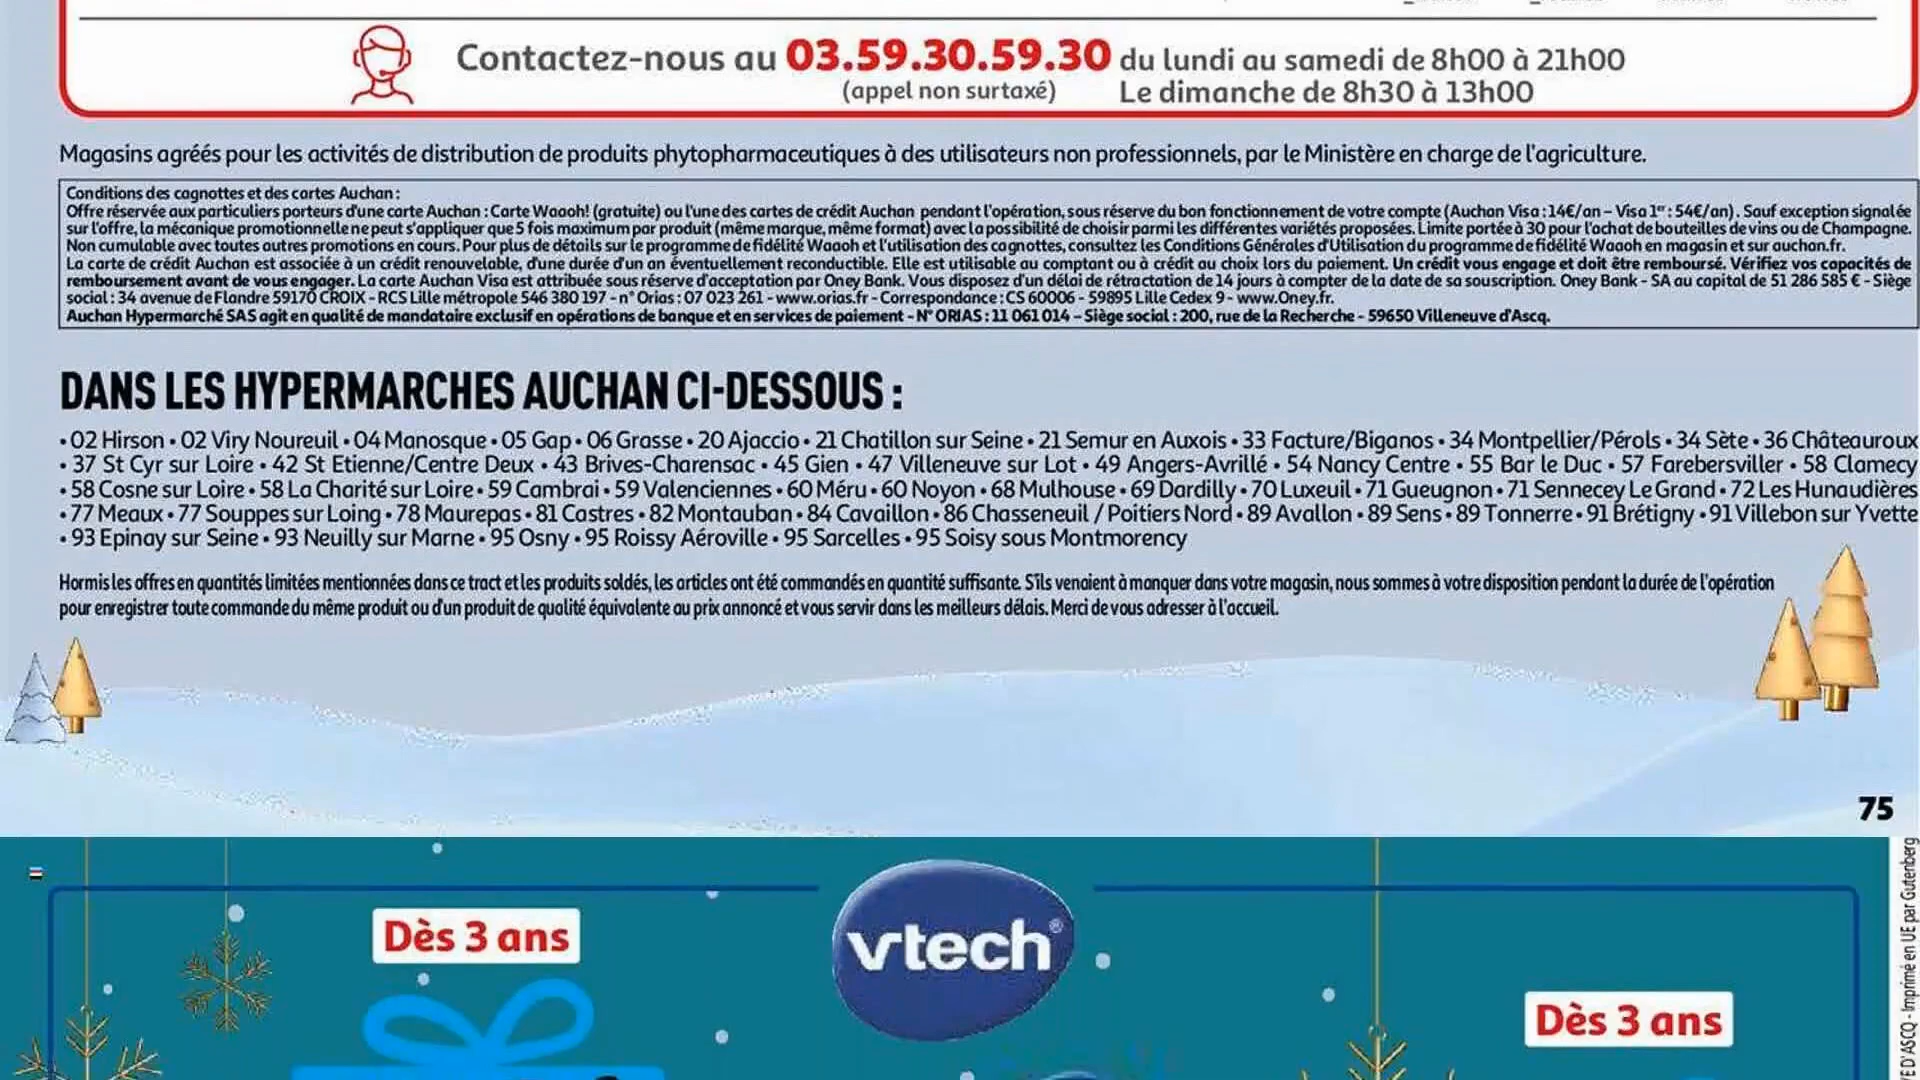 Contactez-nous au 03.59.30.59.30 du lundi au samedi de 8h00 à 21h00
(appel non surtaxé) Le dimanche de 8h30 à 13h00
Magasins agréés pour les activités de distribution de produits phytopharmaceutiques à des utilisateurs non professionnels, par le Ministère en charge de l'agriculture.
Conditions des cagnottes et des cartes Auchan :
Offre réservée aux particuliers porteurs d'une carte Auchan : Carte Waaoh! (gratuite) ou l'une des cartes de crédit Auchan pendant l'opération, sous réserve du bon fonctionnement de votre compte (Auchan Visa : 14€/an – Visa 1er : 54€/an). Sauf exception signalée
sur l'offre, la mécanique promotionnelle ne peut s'appliquer que 5 fois maximum par produit (même marque, même format) avec la possibilité de choisir parmi les différentes variétés proposées. Limite portée à 30 pour l'achat de bouteilles de vins ou de Champagne.
Non cumulable avec toutes autres promotions en cours. Pour plus de détails sur le programme de fidélité Waaoh et l'utilisation des cagnottes, consultez les Conditions Générales d'Utilisation du programme de fidélité Waaoh en magasin et sur auchan.fr.
La carte de crédit Auchan est associée à un crédit renouvelable, d'une durée d'un an éventuellement reconductible. Elle est utilisable au comptant ou à crédit au choix lors du paiement. Un crédit vous engage et doit être remboursé. Vérifiez vos capacités de
remboursement avant de vous engager. La carte Auchan Visa est attribuée sous réserve d'acceptation par Oney Bank. Vous disposez d'un délai de rétractation de 14 jours à compter de la date de sa souscription. Oney Bank - SA au capital de 51 286 585 € - Siège
social : 34 avenue de Flandre 59170 CROIX - RCS Lille métropole 546 380 197 - n° Orias : 07 023 261 - www.orias.fr - Correspondance : CS 60006 - 59895 Lille Cedex 9 - www.Oney.fr.
Auchan Hypermarché SAS agit en qualité de mandataire exclusif en opérations de banque et en services de paiement - N° ORIAS : 11 061 014 – Siège social : 200, rue de la Recherche - 59650 Villeneuve d'Ascq.
DANS LES HYPERMARCHES AUCHAN CI-DESSOUS :
• 02 Hirson • 02 Viry Noureuil • 04 Manosque • 05 Gap • 06 Grasse • 20 Ajaccio • 21 Chatillon sur Seine • 21 Semur en Auxois • 33 Facture/Biganos • 34 Montpellier/Pérols • 34 Sète • 36 Châteauroux
• 37 St Cyr sur Loire • 42 St Etienne/Centre Deux • 43 Brives-Charensac • 45 Gien • 47 Villeneuve sur Lot • 49 Angers-Avrillé • 54 Nancy Centre • 55 Bar le Duc • 57 Farebersviller • 58 Clamecy
• 58 Cosne sur Loire • 58 La Charité sur Loire • 59 Cambrai • 59 Valenciennes • 60 Méru • 60 Noyon • 68 Mulhouse • 69 Dardilly • 70 Luxeuil • 71 Gueugnon • 71 Sennecey Le Grand • 72 Les Hunaudières
• 77 Meaux • 77 Souppes sur Loing • 78 Maurepas • 81 Castres • 82 Montauban • 84 Cavaillon • 86 Chasseneuil / Poitiers Nord • 89 Avallon • 89 Sens • 89 Tonnerre • 91 Brétigny • 91 Villebon sur Yvette
• 93 Epinay sur Seine • 93 Neuilly sur Marne • 95 Osny • 95 Roissy Aéroville • 95 Sarcelles • 95 Soisy sous Montmorency
Hormis les offres en quantités limitées mentionnées dans ce tract et les produits soldés, les articles ont été commandés en quantité suffisante. S'ils venaient à manquer dans votre magasin, nous sommes à votre disposition pendant la durée de l'opération
pour enregistrer toute commande du même produit ou d'un produit de qualité équivalente au prix annoncé et vous servir dans les meilleurs délais. Merci de vous adresser à l'accueil.
75
Dès 3 ans
vtech®
Dès 3 ans
D'ASCQ - Imprimé en UE par Gutenberg